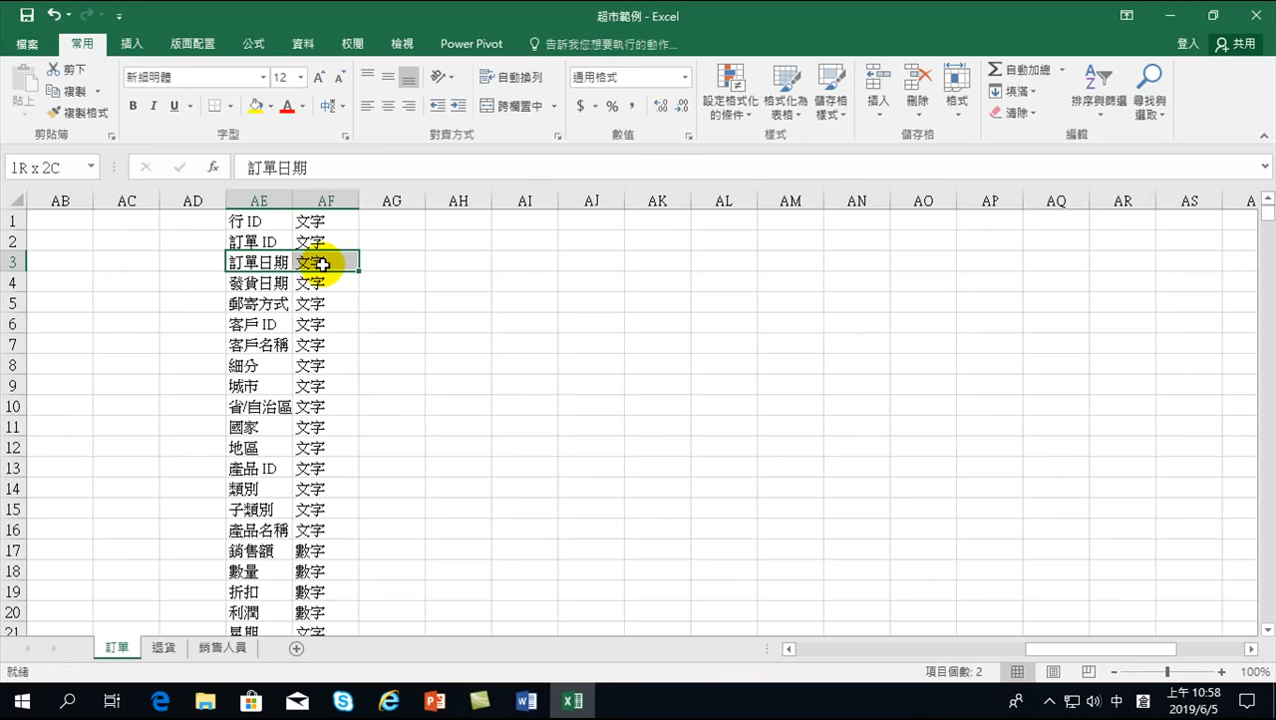 超市範例 - Excel
檔案 常用 插入 版面配置 公式 資料 校閱 檢視 Power Pivot 告訴我您想要執行的動作... 登入 共用
貼上 剪下 複製 複製格式 剪貼簿
新細明體 12 B I U A A A 中 字型
自動換列 跨欄置中 對齊方式
通用格式 $ % , 數值
設定格式化的條件 格式化為表格 儲存格樣式 樣式
插入 刪除 格式 儲存格
自動加總 填滿 清除 排序與篩選 尋找與選取 編輯
1R x 2C fx 訂單日期
AB AC AD AE AF AG AH AI AJ AK AL AM AN AO AP AQ AR AS A
1 行 ID 文字
2 訂單 ID 文字
3 訂單日期 文字
4 發貨日期 文字
5 郵寄方式 文字
6 客戶 ID 文字
7 客戶名稱 文字
8 細分 文字
9 城市 文字
10 省/自治區 文字
11 國家 文字
12 地區 文字
13 產品 ID 文字
14 類別 文字
15 子類別 文字
16 產品名稱 文字
17 銷售額 數字
18 數量 數字
19 折扣 數字
20 利潤 數字
21 星期 文字
訂單 退貨 銷售人員
就緒 項目個數: 2 100%
中 上午 10:58
2019/6/5